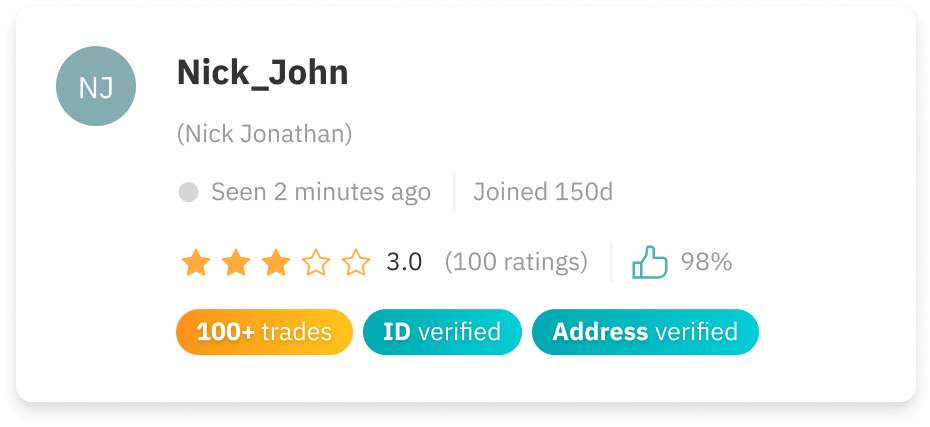 NJ
Nick_John
(Nick Jonathan)
Seen 2 minutes ago Joined 150d
3.0 (100 ratings) 98%
100+ trades ID verified Address verified